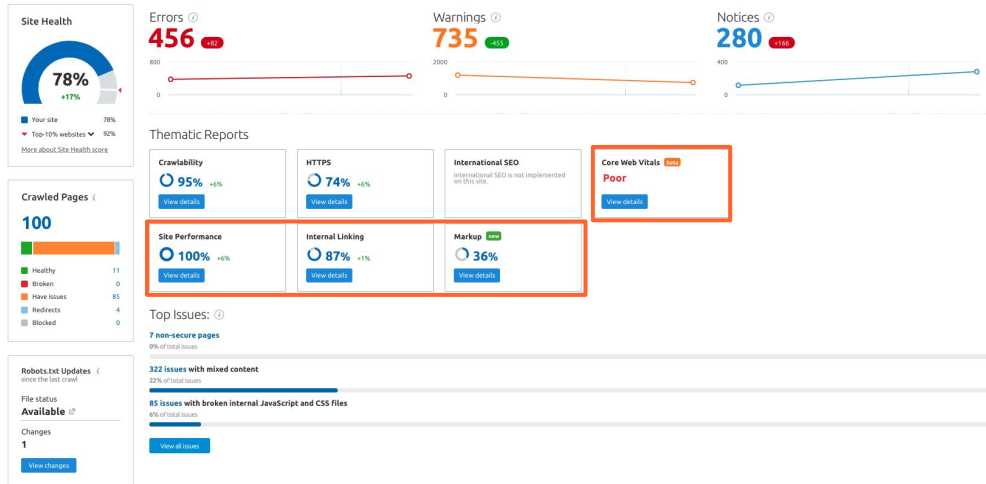 Site Health
78%
+17%
Your site 78%
Top-10% websites 92%
More about Site Health score
Crawled Pages i
100
Healthy 11
Broken 0
Have issues 85
Redirects 4
Blocked 0
Robots.txt Updates i
since the last crawl
File status
Available
Changes
1
View changes
Errors i
456 +82
800
0
Warnings i
735 -455
2000
0
Notices i
280 +166
400
0
Thematic Reports
Crawlability
95% +6%
View details
HTTPS
74% +6%
View details
International SEO
International SEO is not implemented
on this site.
Core Web Vitals beta
Poor
View details
Site Performance
100% +6%
View details
Internal Linking
87% +1%
View details
Markup new
36%
View details
Top Issues: i
7 non-secure pages
0% of total issues
322 issues with mixed content
22% of total issues
85 issues with broken internal JavaScript and CSS files
6% of total issues
View all issues